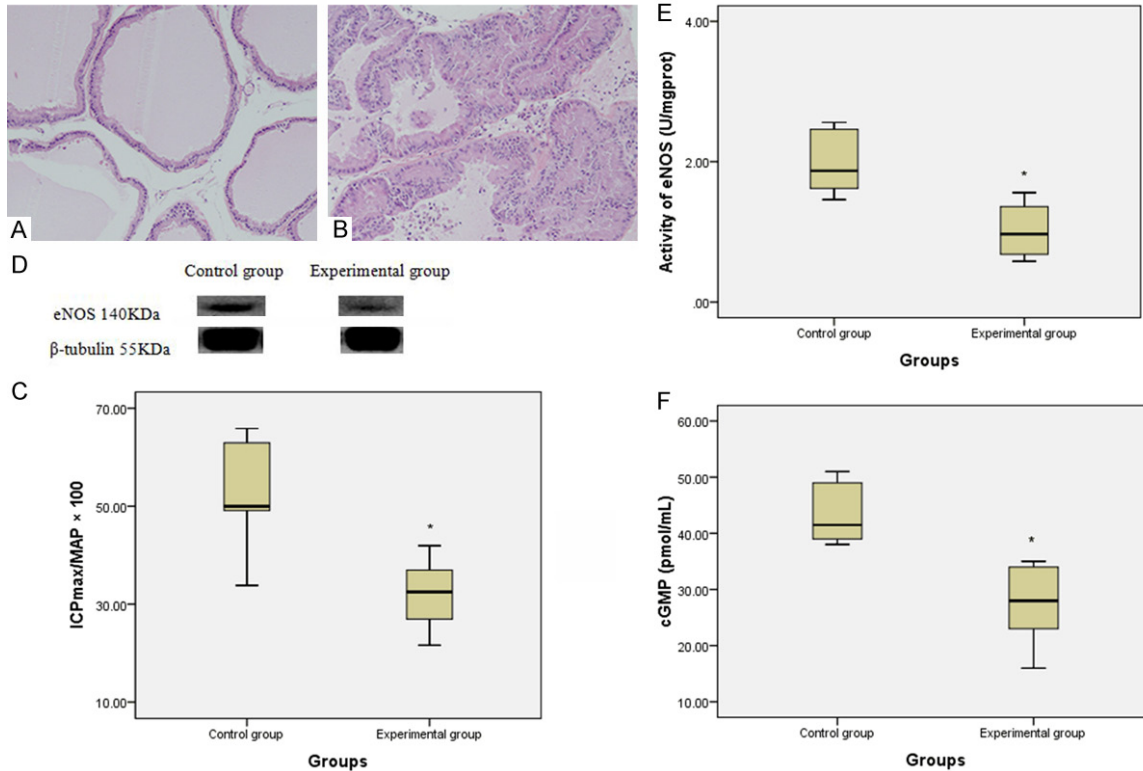 A
B
D
Control group Experimental group
eNOS 140KDa
β-tubulin 55KDa
C
70.00
50.00
30.00
10.00
ICPmax/MAP × 100
*
Control group Experimental group
Groups
E
4.00
2.00
.00
Activity of eNOS (U/mgprot)
*
Control group Experimental group
Groups
F
60.00
50.00
40.00
30.00
20.00
10.00
cGMP (pmol/mL)
*
Control group Experimental group
Groups